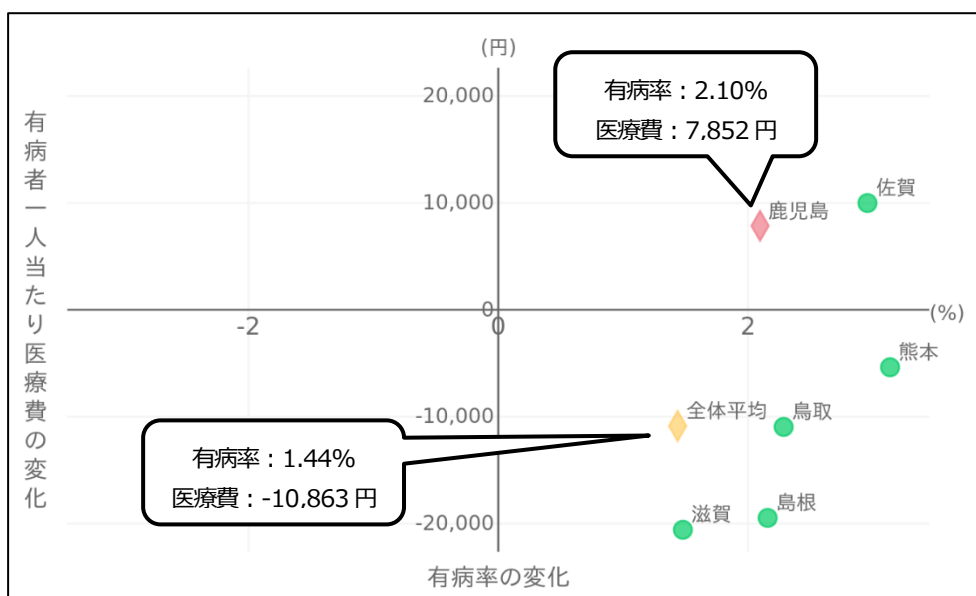 (円)
有病率：2.10%
医療費：7,852 円
20,000
有病者一人当たり医療費の変化
佐賀
10,000
鹿児島
0
-2
0
2
(%)
熊本
-10,000
全体平均
鳥取
有病率：1.44%
医療費：-10,863 円
-20,000
滋賀
島根
有病率の変化